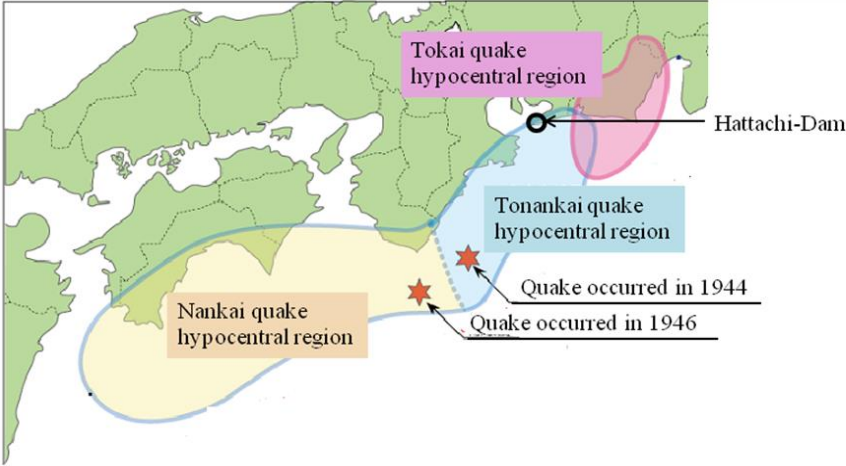 Tokai quake
hypocentral region
Hattachi-Dam
Tonankai quake
hypocentral region
Quake occurred in 1944
Nankai quake
hypocentral region
Quake occurred in 1946